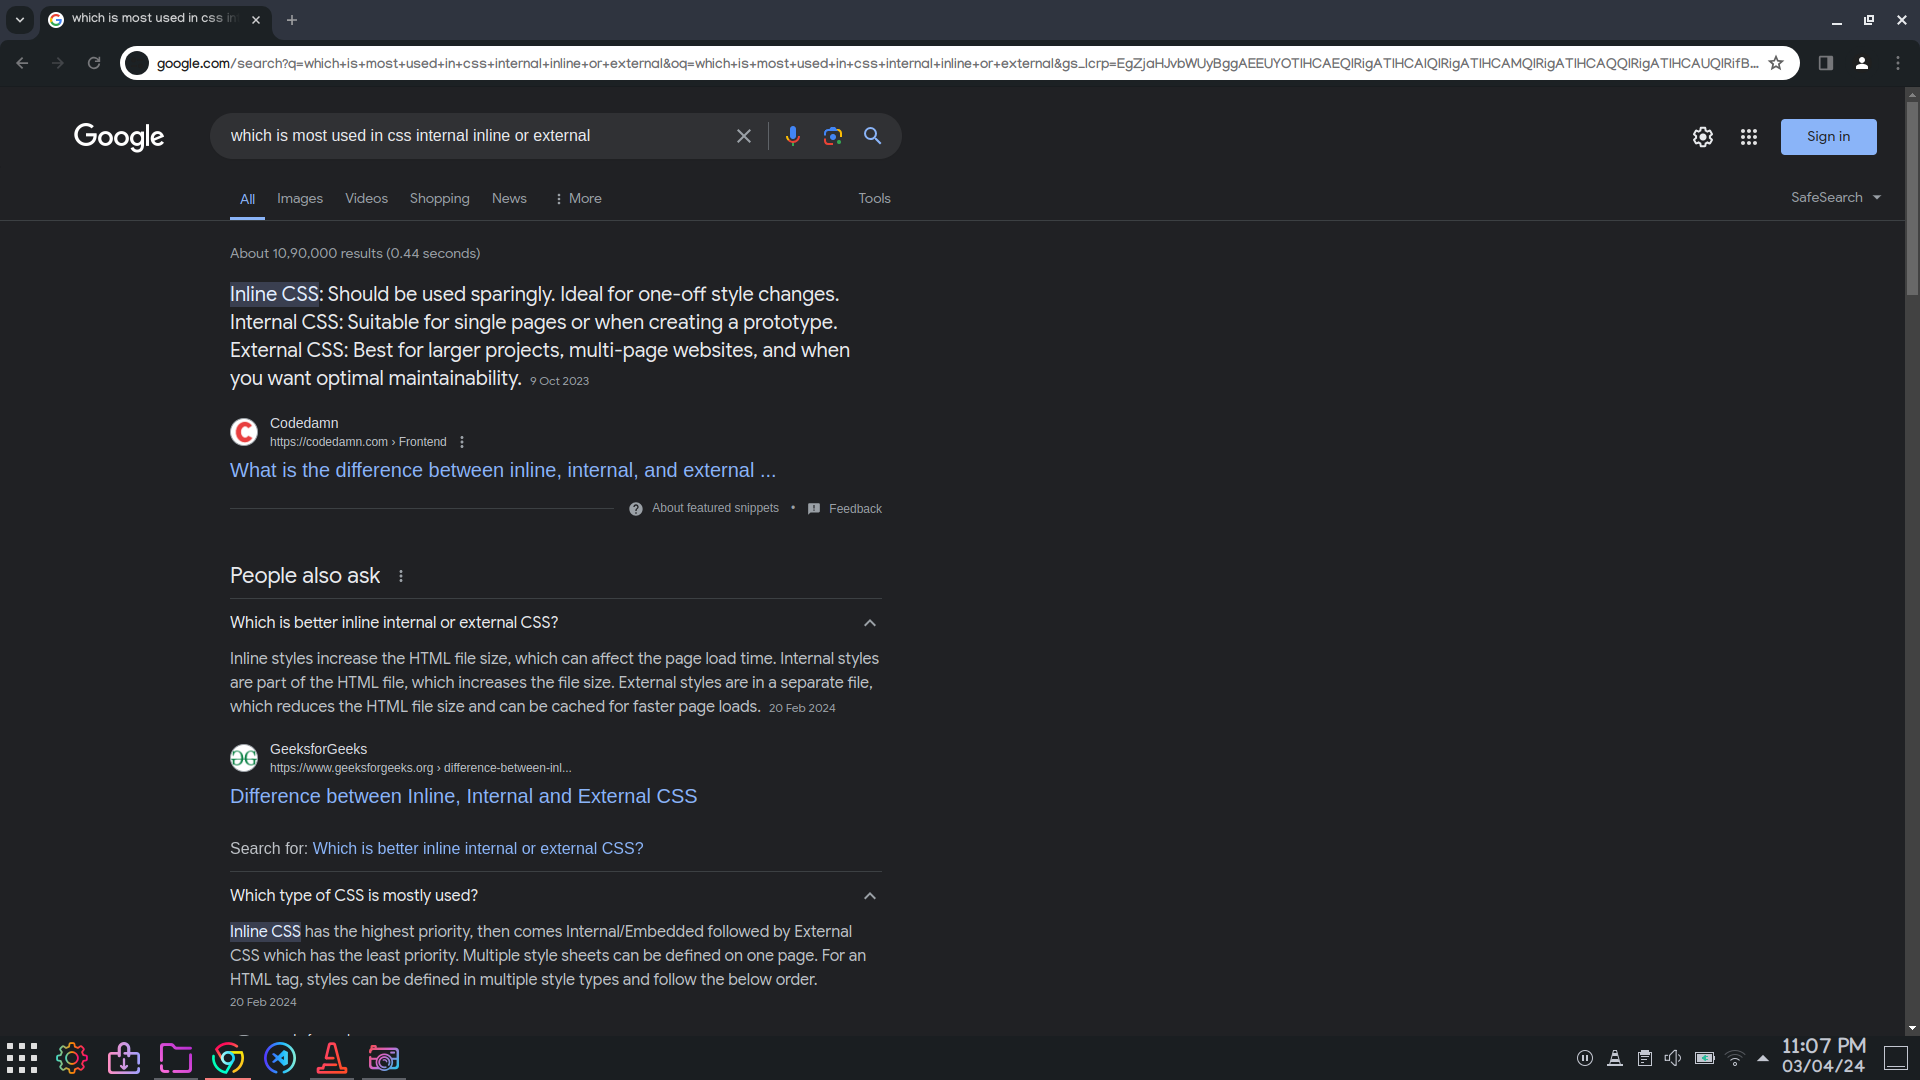 which is most used in css in
google.com/search?q=which+is+most+used+in+css+internal+inline+or+external&oq=which+is+most+used+in+css+internal+inline+or+external&gs_lcrp=EgZjaHJvbWUyBggAEEUYOTIHCAEQIRigATIHCAIQIRigATIHCAMQIRigATIHCAQQIRigATIHCAUQIRifB...
Google
which is most used in css internal inline or external
Sign in
All Images Videos Shopping News More Tools
SafeSearch
About 10,90,000 results (0.44 seconds)
Inline CSS: Should be used sparingly. Ideal for one-off style changes.
Internal CSS: Suitable for single pages or when creating a prototype.
External CSS: Best for larger projects, multi-page websites, and when
you want optimal maintainability. 9 Oct 2023
Codedamn
https://codedamn.com › Frontend
What is the difference between inline, internal, and external ...
About featured snippets • Feedback
People also ask
Which is better inline internal or external CSS?
Inline styles increase the HTML file size, which can affect the page load time. Internal styles
are part of the HTML file, which increases the file size. External styles are in a separate file,
which reduces the HTML file size and can be cached for faster page loads. 20 Feb 2024
GeeksforGeeks
https://www.geeksforgeeks.org › difference-between-inl...
Difference between Inline, Internal and External CSS
Search for: Which is better inline internal or external CSS?
Which type of CSS is mostly used?
Inline CSS has the highest priority, then comes Internal/Embedded followed by External
CSS which has the least priority. Multiple style sheets can be defined on one page. For an
HTML tag, styles can be defined in multiple style types and follow the below order.
20 Feb 2024
11:07 PM
03/04/24